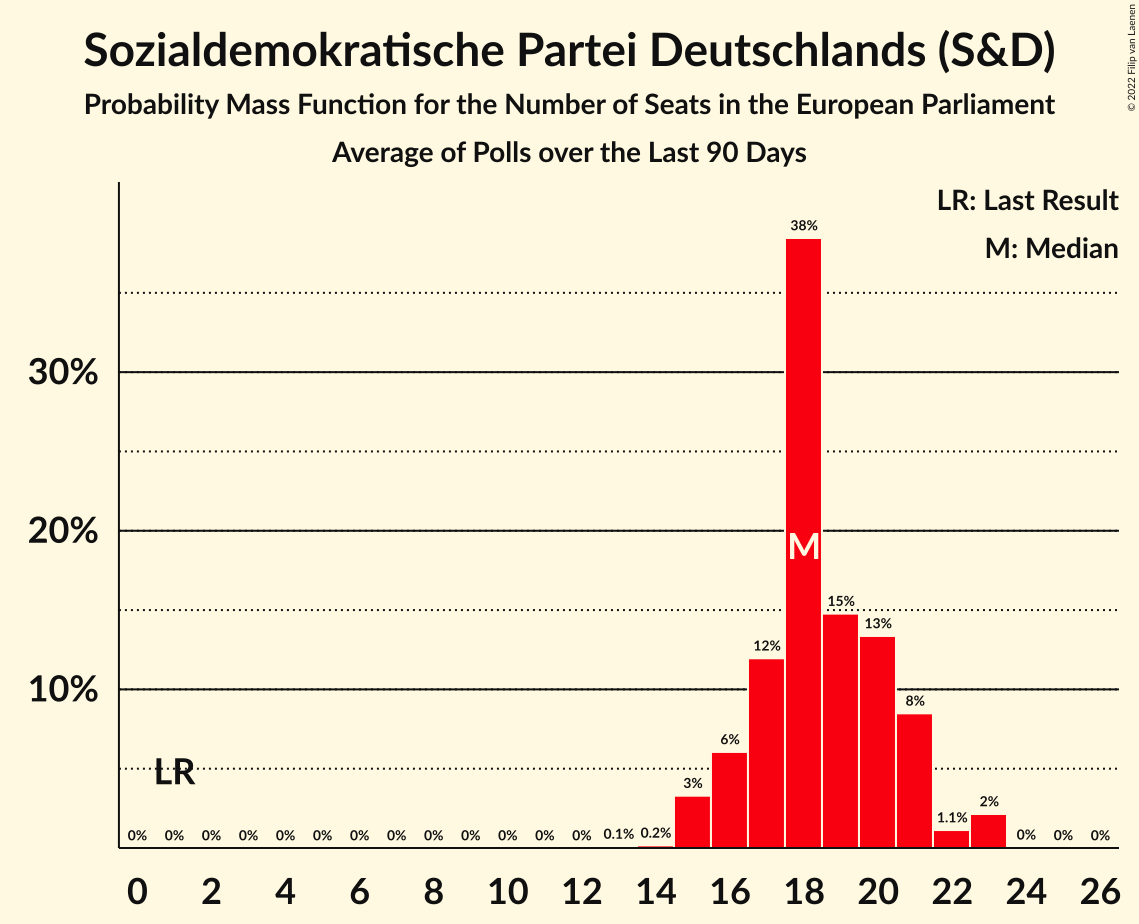 Sozialdemokratische Partei Deutschlands (S&D)
Probability Mass Function for the Number of Seats in the European Parliament
Average of Polls over the Last 90 Days
© 2022 Filip van Laenen
LR: Last Result
M: Median
38%
30%
20%
M
15%
13%
12%
10%
8%
6%
LR
3%
2%
0% 0% 0% 0% 0% 0% 0% 0% 0% 0% 0% 0% 0% 0.1% 0.2% 1.1% 0% 0% 0%
0 2 4 6 8 10 12 14 16 18 20 22 24 26